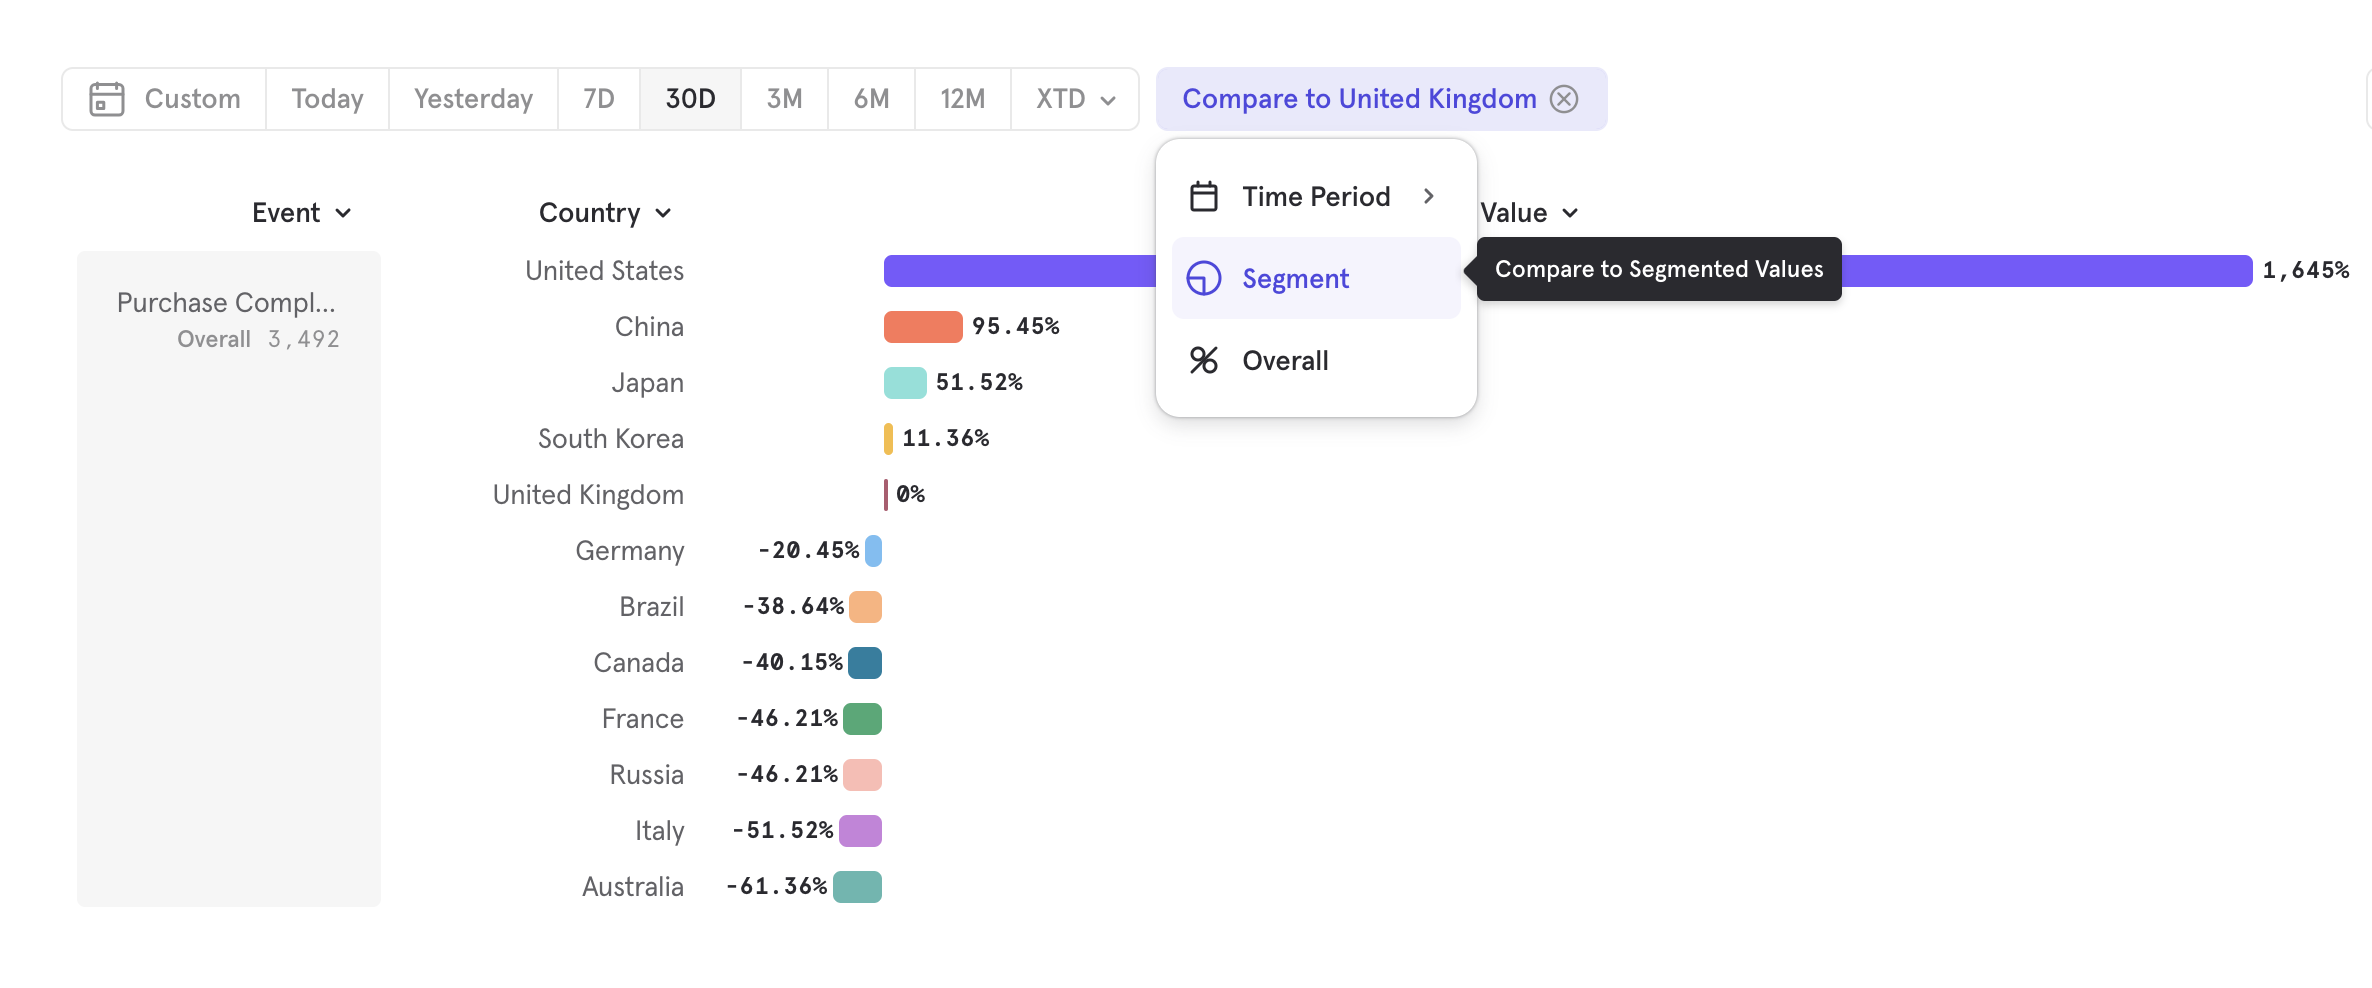 Custom Today Yesterday 7D 30D 3M 6M 12M XTD Compare to United Kingdom
Time Period
Event Country Value
Segment
Compare to Segmented Values
Overall
Purchase Compl...
Overall 3,492
United States 1,645%
China 95.45%
Japan 51.52%
South Korea 11.36%
United Kingdom 0%
Germany -20.45%
Brazil -38.64%
Canada -40.15%
France -46.21%
Russia -46.21%
Italy -51.52%
Australia -61.36%